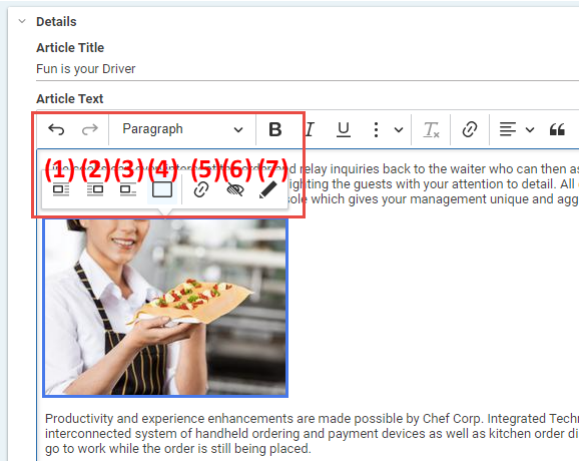 Details
Article Title
Fun is your Driver
Article Text
Paragraph B I U Tx
(1) (2) (3) (4) (5) (6) (7)
relay inquiries back to the waiter who can then as
ighting the guests with your attention to detail. All
sole which gives your management unique and agg
Productivity and experience enhancements are made possible by Chef Corp. Integrated Techn
interconnected system of handheld ordering and payment devices as well as kitchen order di
go to work while the order is still being placed.